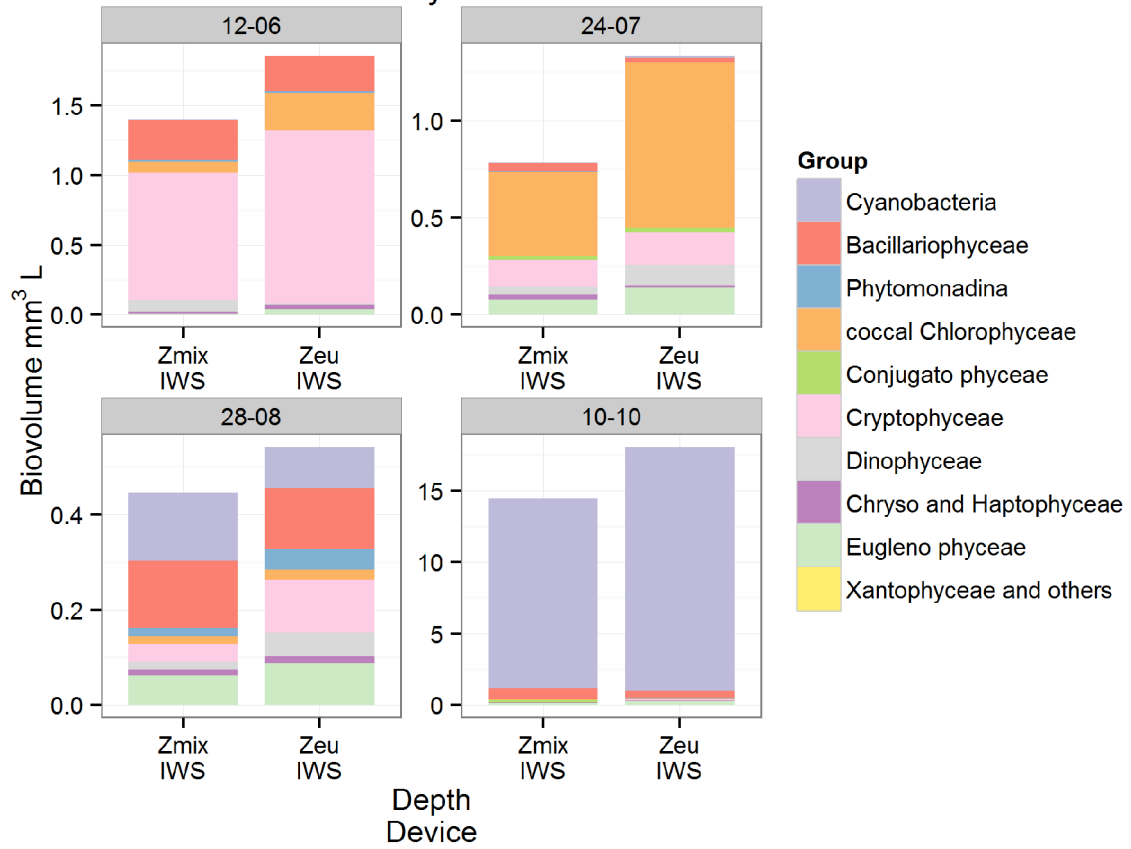 12-06
24-07
1.5
1.0
0.5
0.0
1.0
0.5
0.0
Zmix
IWS
Zeu
IWS
Zmix
IWS
Zeu
IWS
28-08
10-10
0.4
0.2
0.0
15
10
5
0
Zmix
IWS
Zeu
IWS
Zmix
IWS
Zeu
IWS
Biovolume mm³ L
Depth
Device
Group
Cyanobacteria
Bacillariophyceae
Phytomonadina
coccal Chlorophyceae
Conjugato phyceae
Cryptophyceae
Dinophyceae
Chryso and Haptophyceae
Eugleno phyceae
Xantophyceae and others